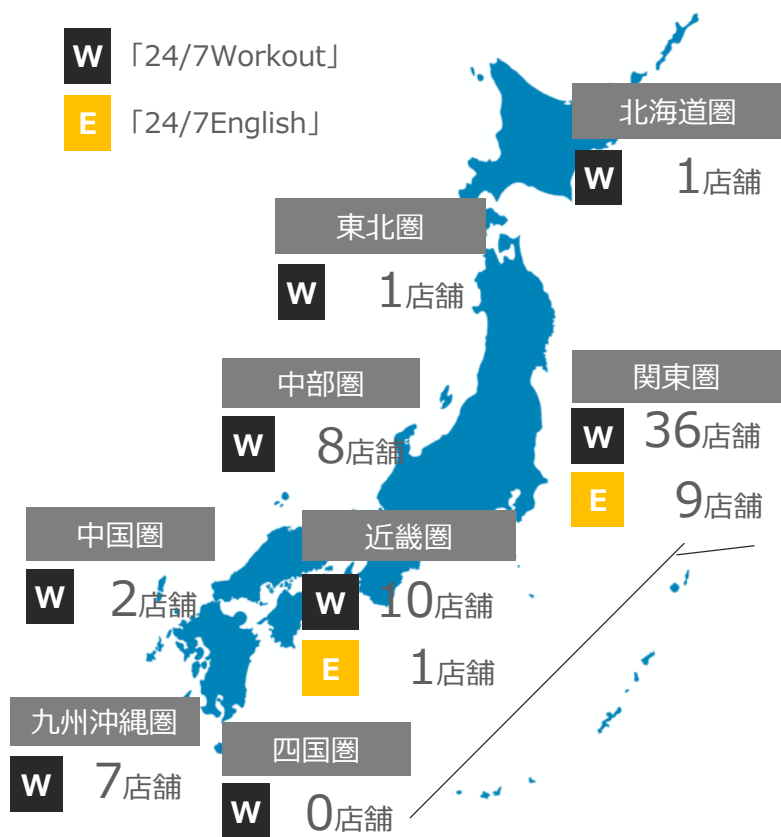 W 「24/7Workout」
E 「24/7English」
北海道圏
W 1店舗
東北圏
W 1店舗
中部圏
W 8店舗
関東圏
W 36店舗
E 9店舗
中国圏
W 2店舗
近畿圏
W 10店舗
E 1店舗
九州沖縄圏
W 7店舗
四国圏
W 0店舗